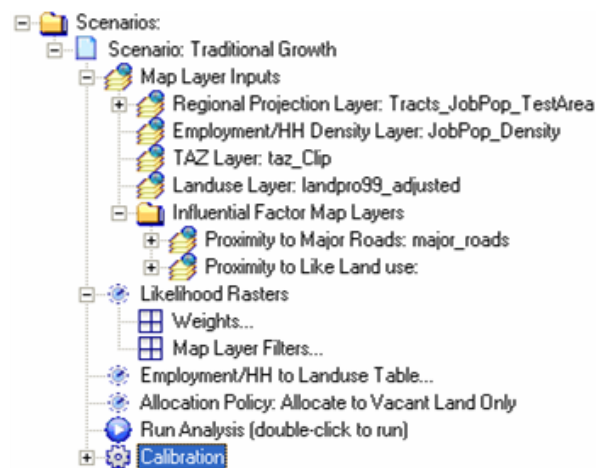 Scenarios:
Scenario: Traditional Growth
Map Layer Inputs
Regional Projection Layer: Tracts_JobPop_TestArea
Employment/HH Density Layer: JobPop_Density
TAZ Layer: taz_Clip
Landuse Layer: landpro99_adjusted
Influential Factor Map Layers
Proximity to Major Roads: major_roads
Proximity to Like Land use:
Likelihood Rasters
Weights...
Map Layer Filters...
Employment/HH to Landuse Table...
Allocation Policy: Allocate to Vacant Land Only
Run Analysis (double-click to run)
Calibration